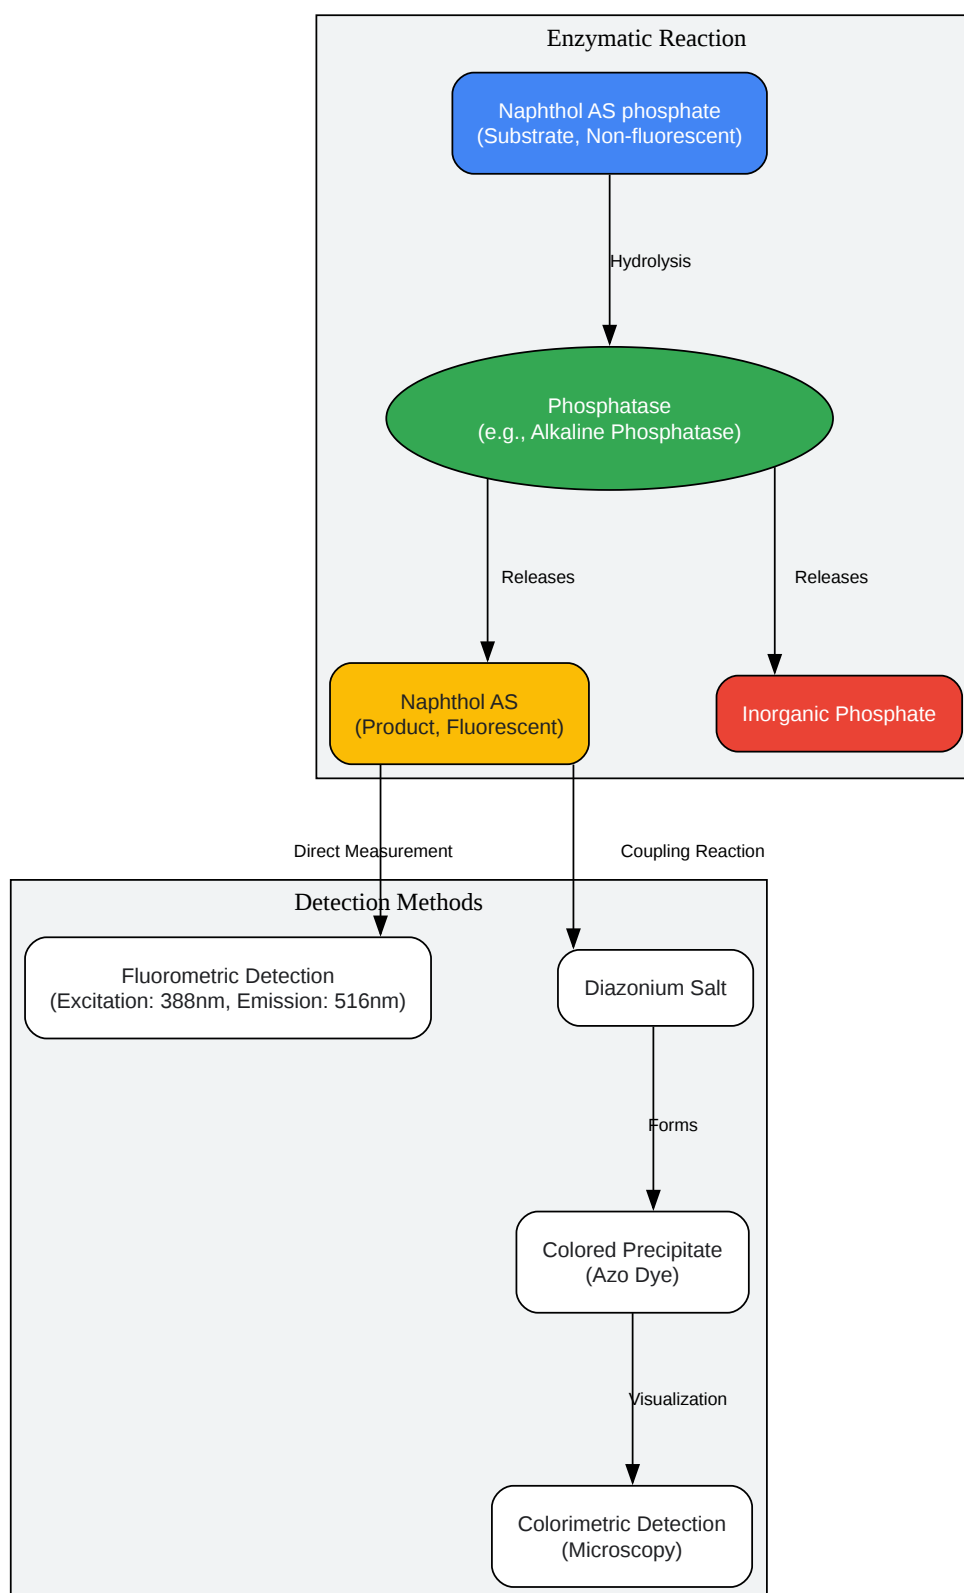 Enzymatic Reaction
Naphthol AS phosphate
(Substrate, Non-fluorescent)
Hydrolysis
Phosphatase
(e.g., Alkaline Phosphatase)
Releases
Releases
Naphthol AS
(Product, Fluorescent)
Inorganic Phosphate
Direct Measurement
Coupling Reaction
Detection Methods
Fluorometric Detection
(Excitation: 388nm, Emission: 516nm)
Diazonium Salt
Forms
Colored Precipitate
(Azo Dye)
Visualization
Colorimetric Detection
(Microscopy)